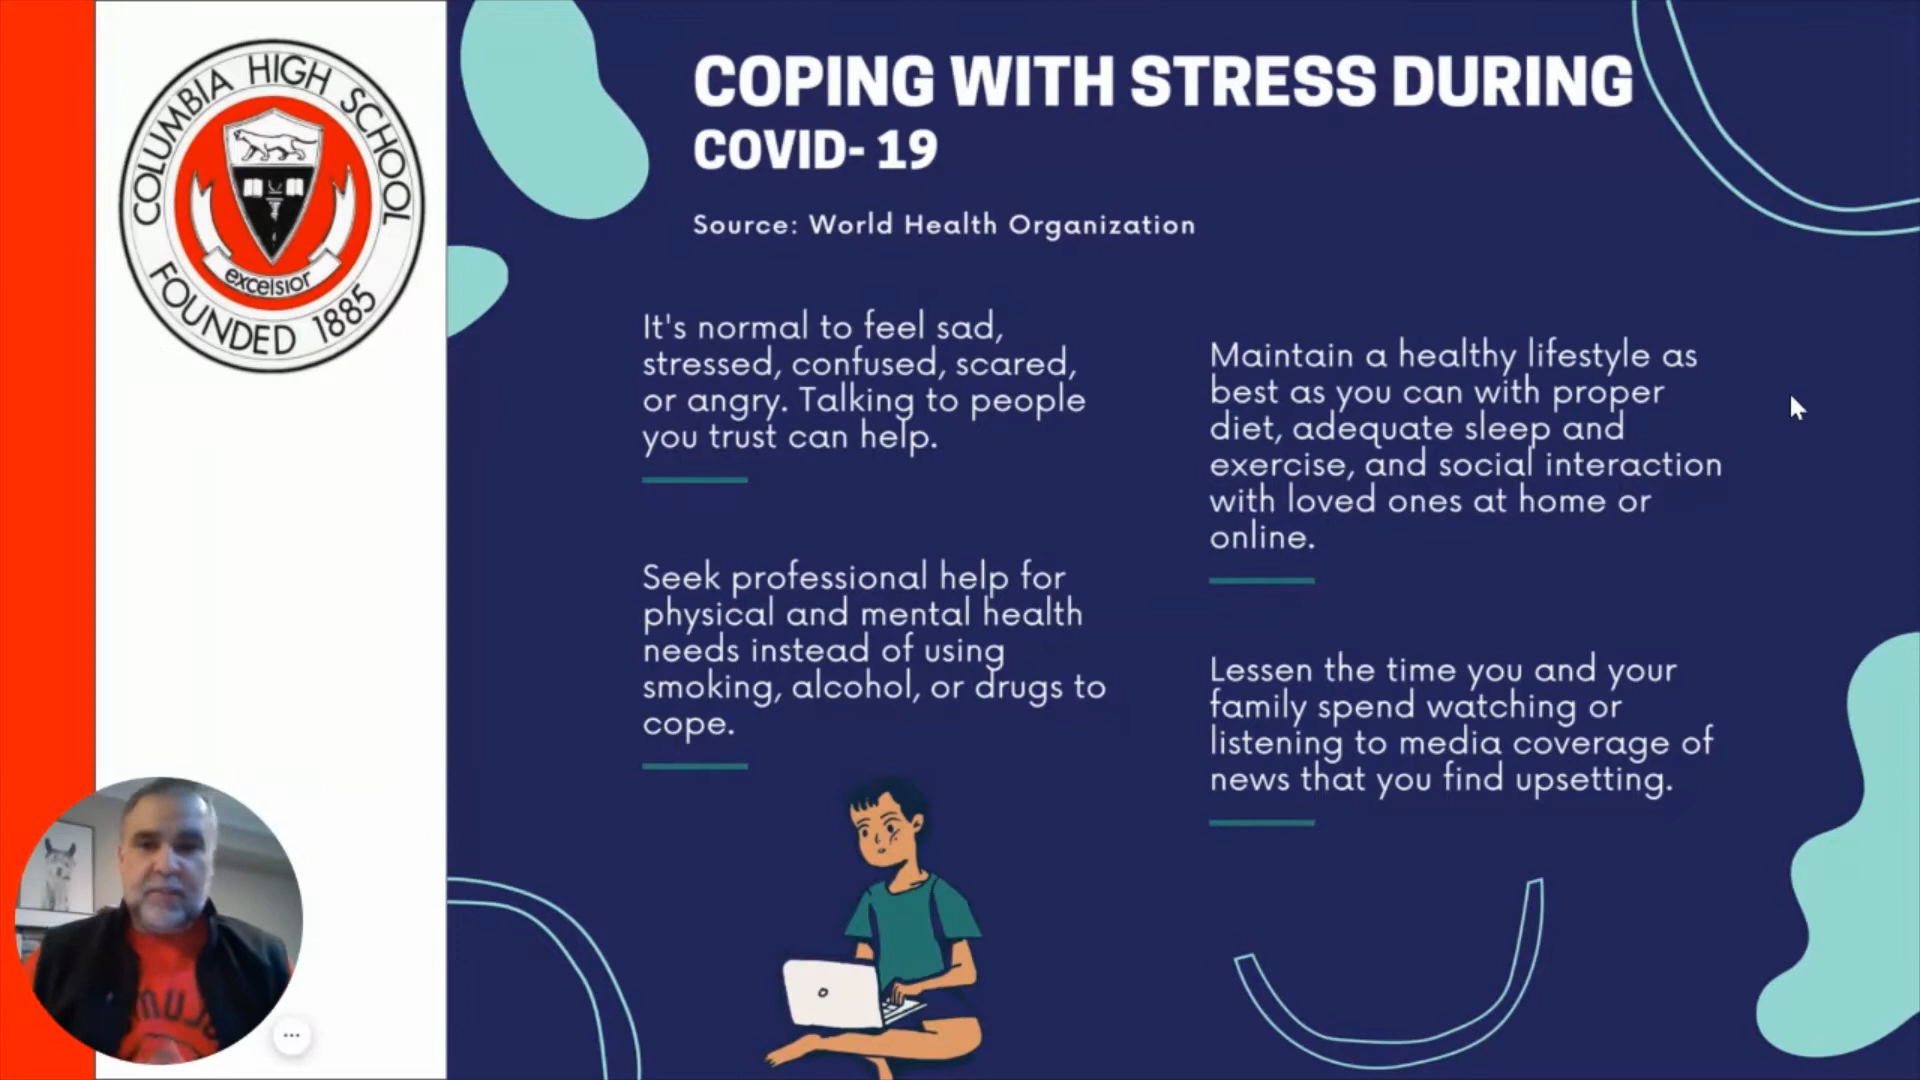 COLUMBIA HIGH SCHOOL
excelsior
FOUNDED 1885
COPING WITH STRESS DURING
COVID- 19
Source: World Health Organization
It's normal to feel sad,
stressed, confused, scared,
or angry. Talking to people
you trust can help.
Seek professional help for
physical and mental health
needs instead of using
smoking, alcohol, or drugs to
cope.
Maintain a healthy lifestyle as
best as you can with proper
diet, adequate sleep and
exercise, and social interaction
with loved ones at home or
online.
Lessen the time you and your
family spend watching or
listening to media coverage of
news that you find upsetting.